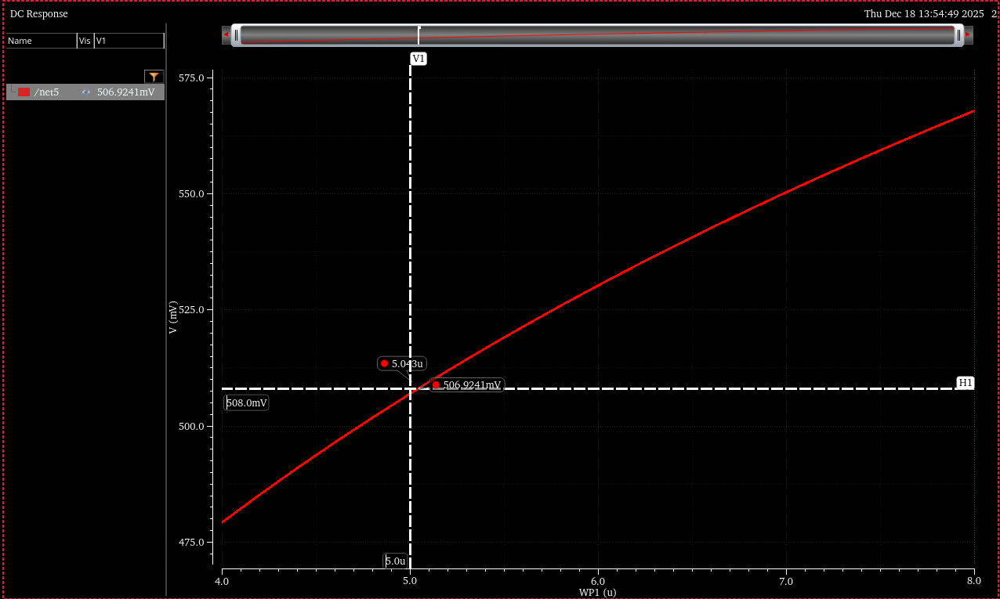 DC Response
Thu Dec 18 13:54:49 2025 2
Name Vis V1
/net5 506.9241mV
V1
575.0
550.0
525.0
500.0
475.0
V (mV)
5.043u
506.9241mV
H1
508.0mV
5.0u
4.0 5.0 6.0 7.0 8.0
WP1 (u)